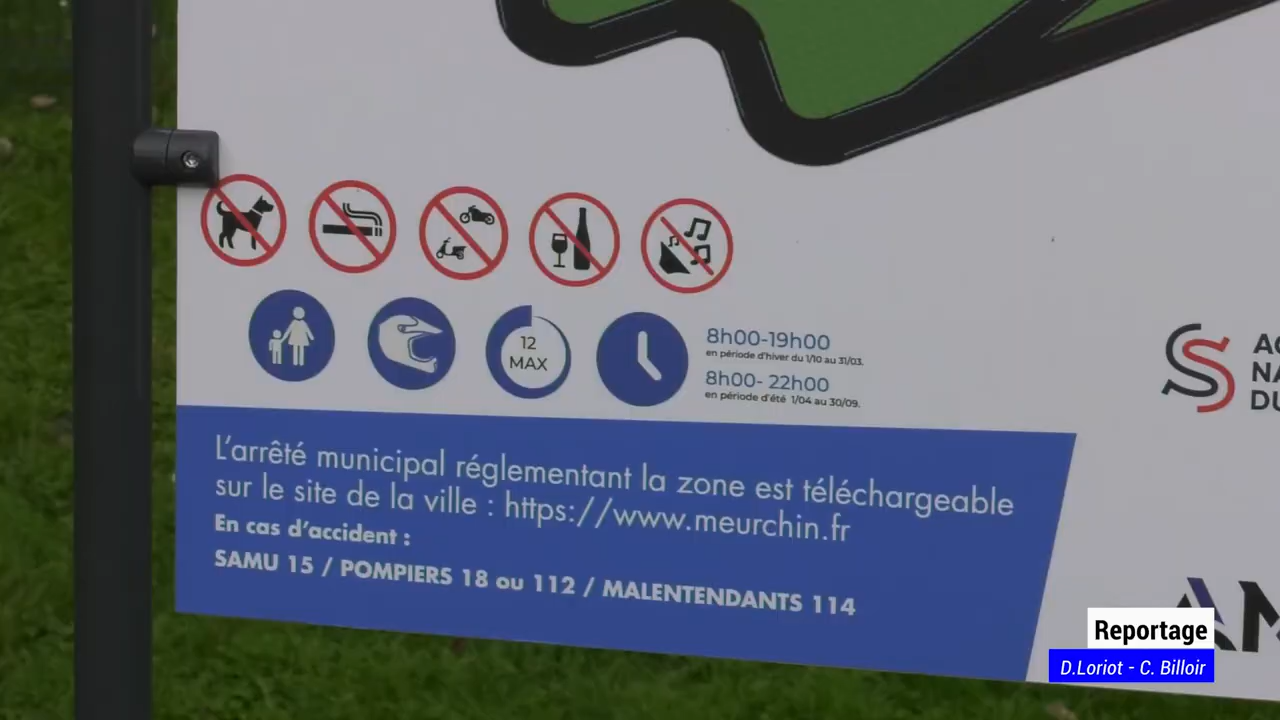 12
MAX
8h00-19h00
en période d'hiver du 1/10 au 31/03.
8h00- 22h00
en période d'été 1/04 au 30/09.
L'arrêté municipal réglementant la zone est téléchargeable
sur le site de la ville : https://www.meurchin.fr
En cas d'accident :
SAMU 15 / POMPIERS 18 ou 112 / MALENTENDANTS 114
Reportage
D.Loriot - C. Billoir